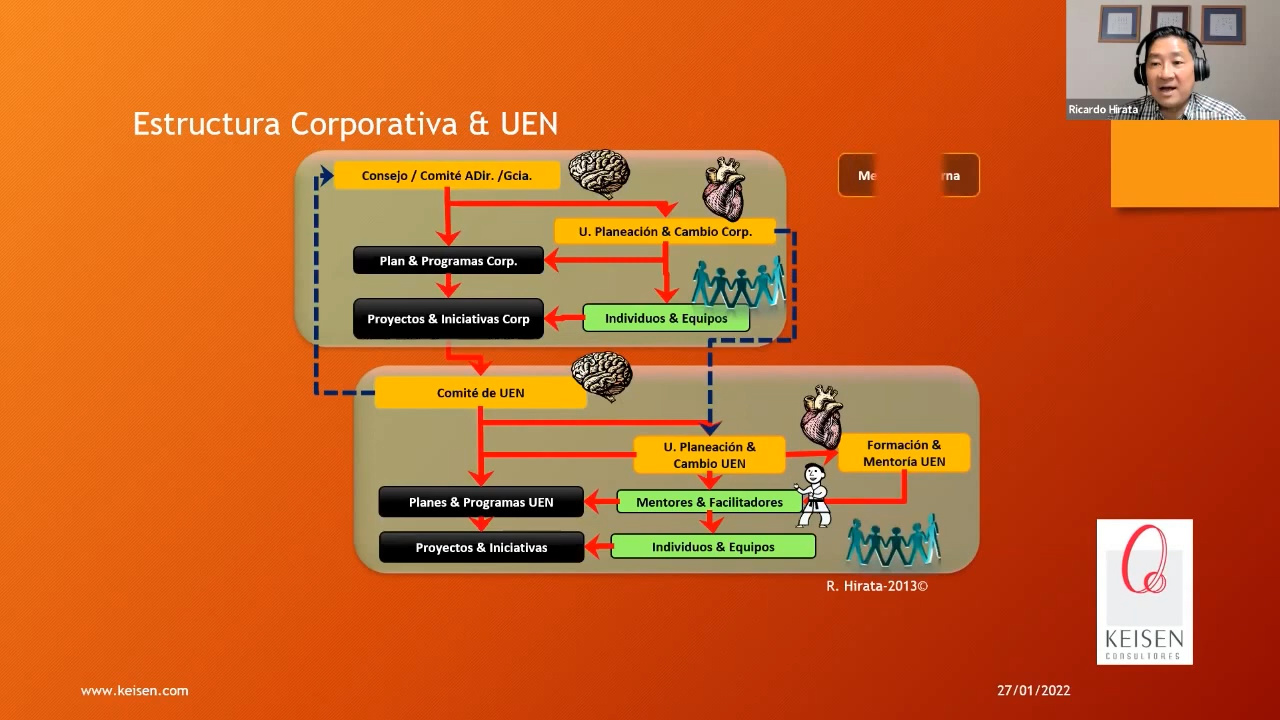 Ricardo Hirata
Estructura Corporativa & UEN
Consejo / Comité ADir. /Gcia.
U. Planeación & Cambio Corp.
Plan & Programas Corp.
Proyectos & Iniciativas Corp
Individuos & Equipos
Comité de UEN
U. Planeación &
Cambio UEN
Formación &
Mentoría UEN
Planes & Programas UEN
Mentores & Facilitadores
Proyectos & Iniciativas
Individuos & Equipos
R. Hirata-2013©
KEISEN
CONSULTORES
www.keisen.com
27/01/2022